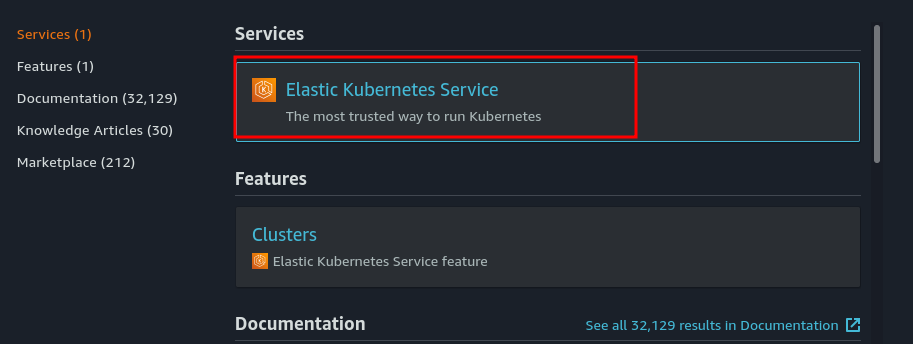 Services (1)
Features (1)
Documentation (32,129)
Knowledge Articles (30)
Marketplace (212)
Services
Elastic Kubernetes Service
The most trusted way to run Kubernetes
Features
Clusters
Elastic Kubernetes Service feature
Documentation
See all 32,129 results in Documentation